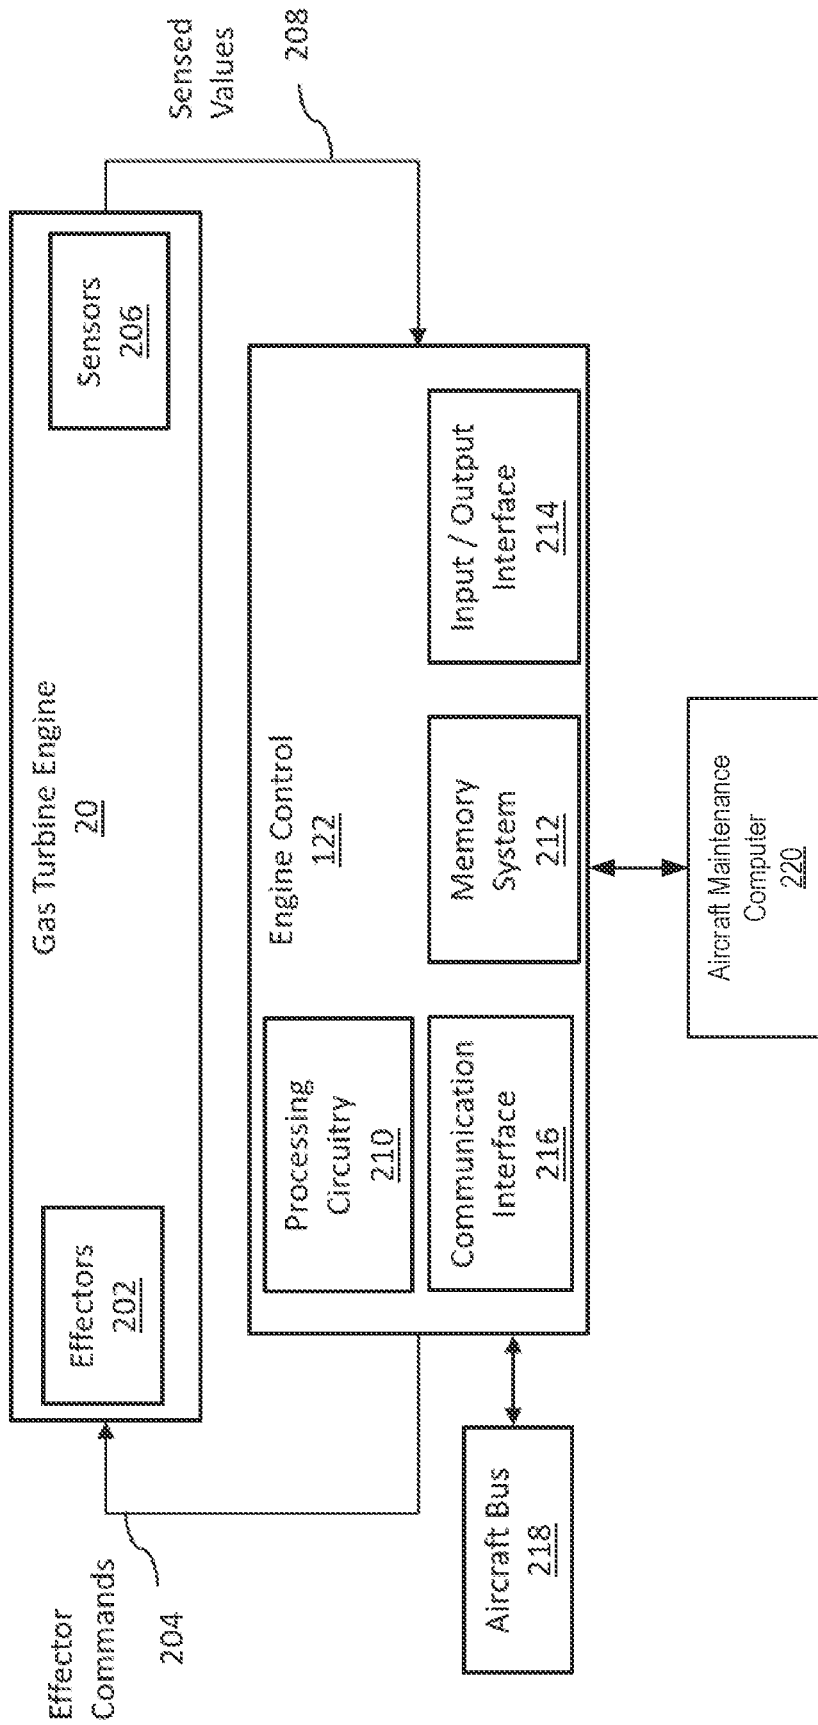 Gas Turbine Engine
20
Effectors
202
Sensors
206
Effector
Commands
204
Sensed
Values
208
Engine Control
122
Processing
Circuitry
210
Communication
Interface
216
Memory
System
212
Input / Output
Interface
214
Aircraft Bus
218
Aircraft Maintenance
Computer
220